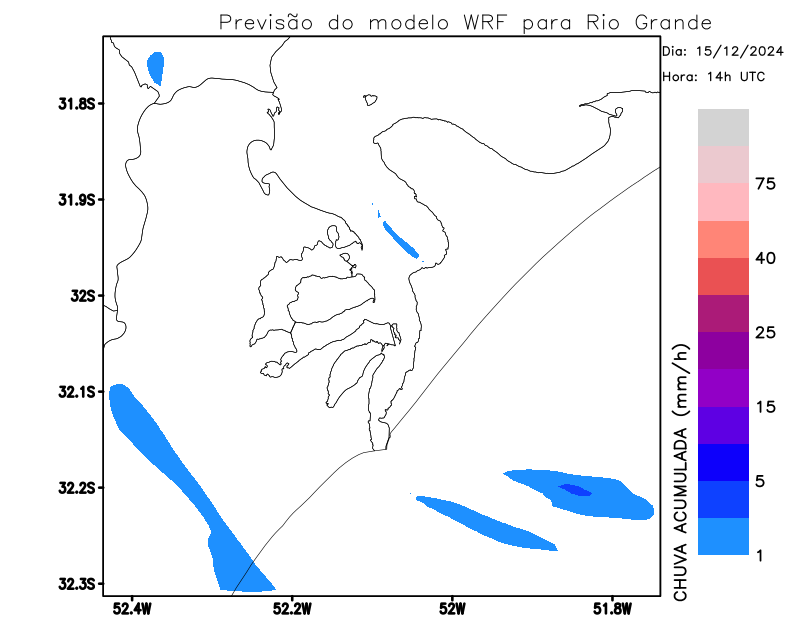 Previsão do modelo WRF para Rio Grande
Dia: 15/12/2024
Hora: 14h UTC
31.8S
31.9S
32S
32.1S
32.2S
32.3S
52.4W
52.2W
52W
51.8W
75
40
25
15
5
1
CHUVA ACUMULADA (mm/h)